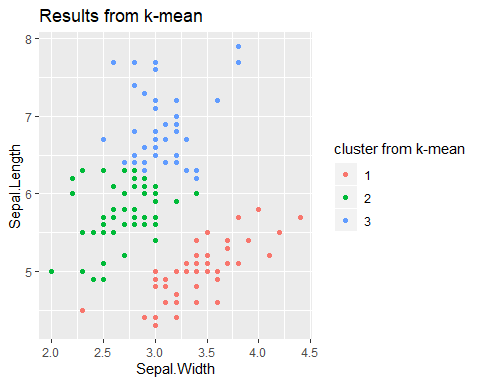 Results from k-mean
8
7
6
5
Sepal.Length
2.0 2.5 3.0 3.5 4.0 4.5
Sepal.Width
cluster from k-mean
1
2
3